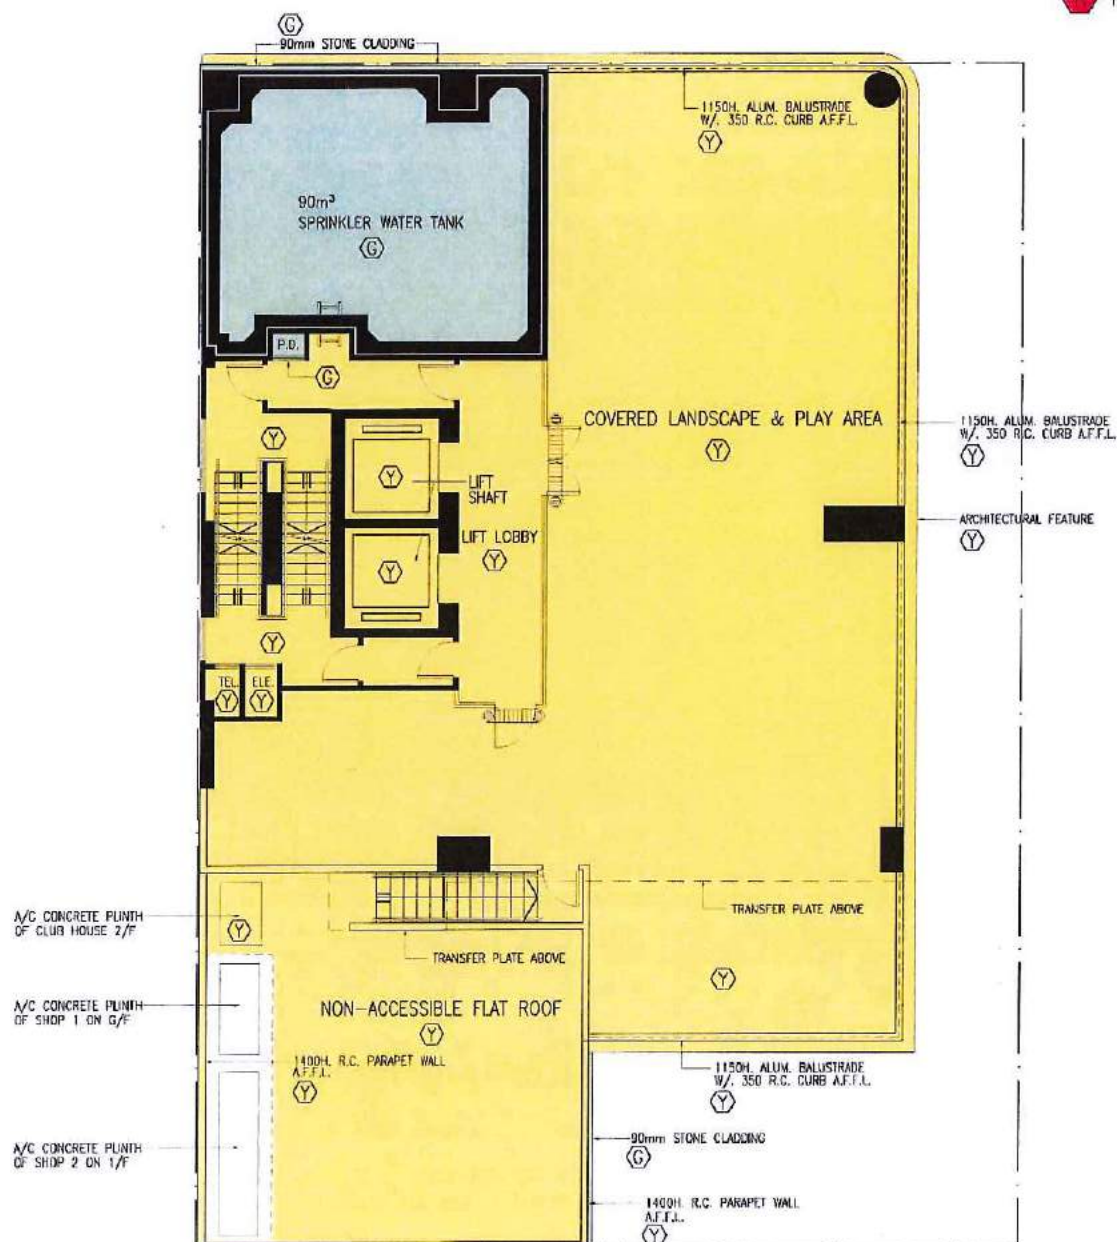 G
90mm STONE CLADDING
1150H. ALUM. BALUSTRADE
W/. 350 R.C. CURB A.F.F.L.
Y
90m³
SPRINKLER WATER TANK
G
P.D.
G
COVERED LANDSCAPE & PLAY AREA
Y
1150H. ALUM. BALUSTRADE
W/. 350 R.C. CURB A.F.F.L.
Y
Y
Y
LIFT
SHAFT
ARCHITECTURAL FEATURE
Y
LIFT LOBBY
Y
Y
Y
TEL.
Y
ELE.
Y
A/C CONCRETE PLINTH
OF CLUB HOUSE 2/F
Y
TRANSFER PLATE ABOVE
TRANSFER PLATE ABOVE
Y
A/C CONCRETE PLINTH
OF SHOP 1 ON G/F
NON-ACCESSIBLE FLAT ROOF
Y
1400H. R.C. PARAPET WALL
A.F.F.L.
Y
1150H. ALUM. BALUSTRADE
W/. 350 R.C. CURB A.F.F.L.
Y
A/C CONCRETE PLINTH
OF SHOP 2 ON 1/F
90mm STONE CLADDING
G
1400H. R.C. PARAPET WALL
A.F.F.L.
Y